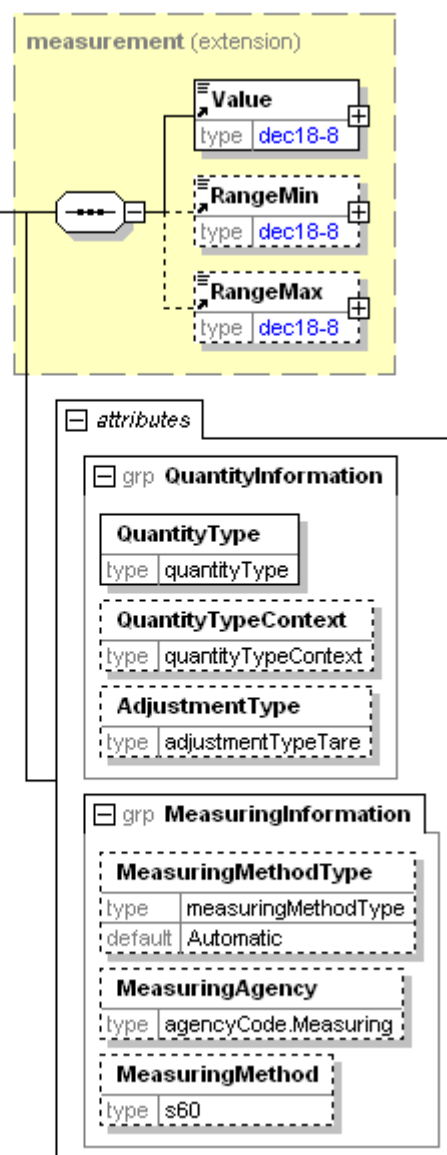 measurement (extension)
Value
type dec18-8
RangeMin
type dec18-8
RangeMax
type dec18-8
attributes
grp QuantityInformation
QuantityType
type quantityType
QuantityTypeContext
type quantityTypeContext
AdjustmentType
type adjustmentTypeTare
grp MeasuringInformation
MeasuringMethodType
type measuringMethodType
default Automatic
MeasuringAgency
type agencyCode.Measuring
MeasuringMethod
type s60